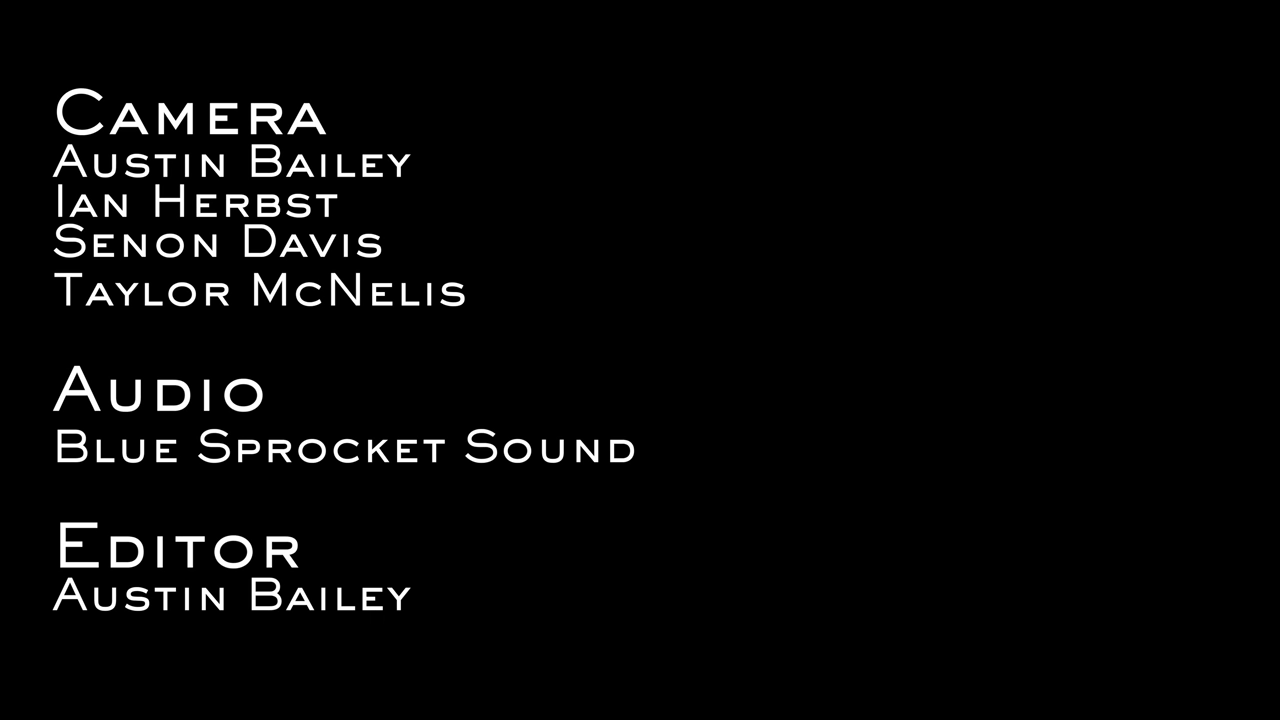 Camera
Austin Bailey
Ian Herbst
Senon Davis
Taylor McNelis
Audio
Blue Sprocket Sound
Editor
Austin Bailey